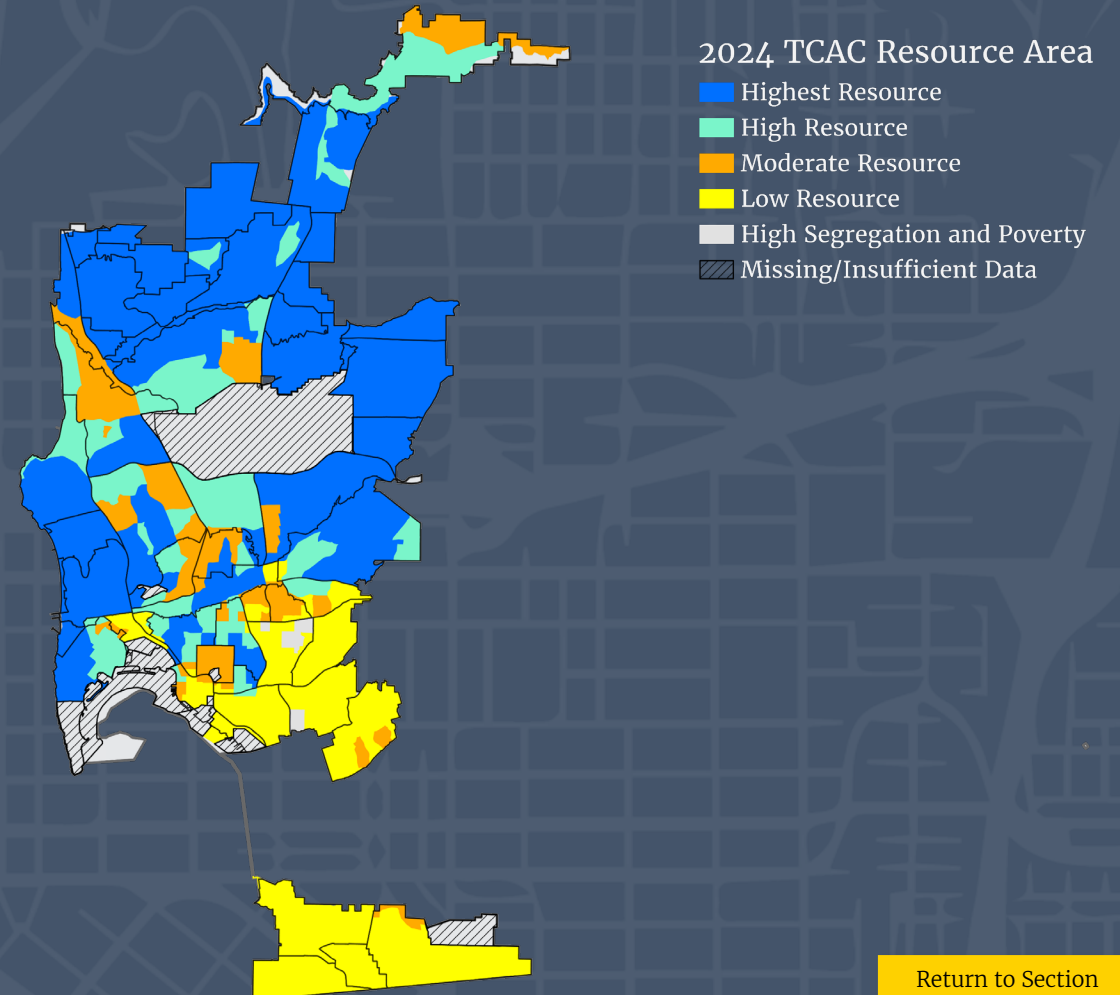 2024 TCAC Resource Area
Highest Resource
High Resource
Moderate Resource
Low Resource
High Segregation and Poverty
Missing/Insufficient Data
Return to Section